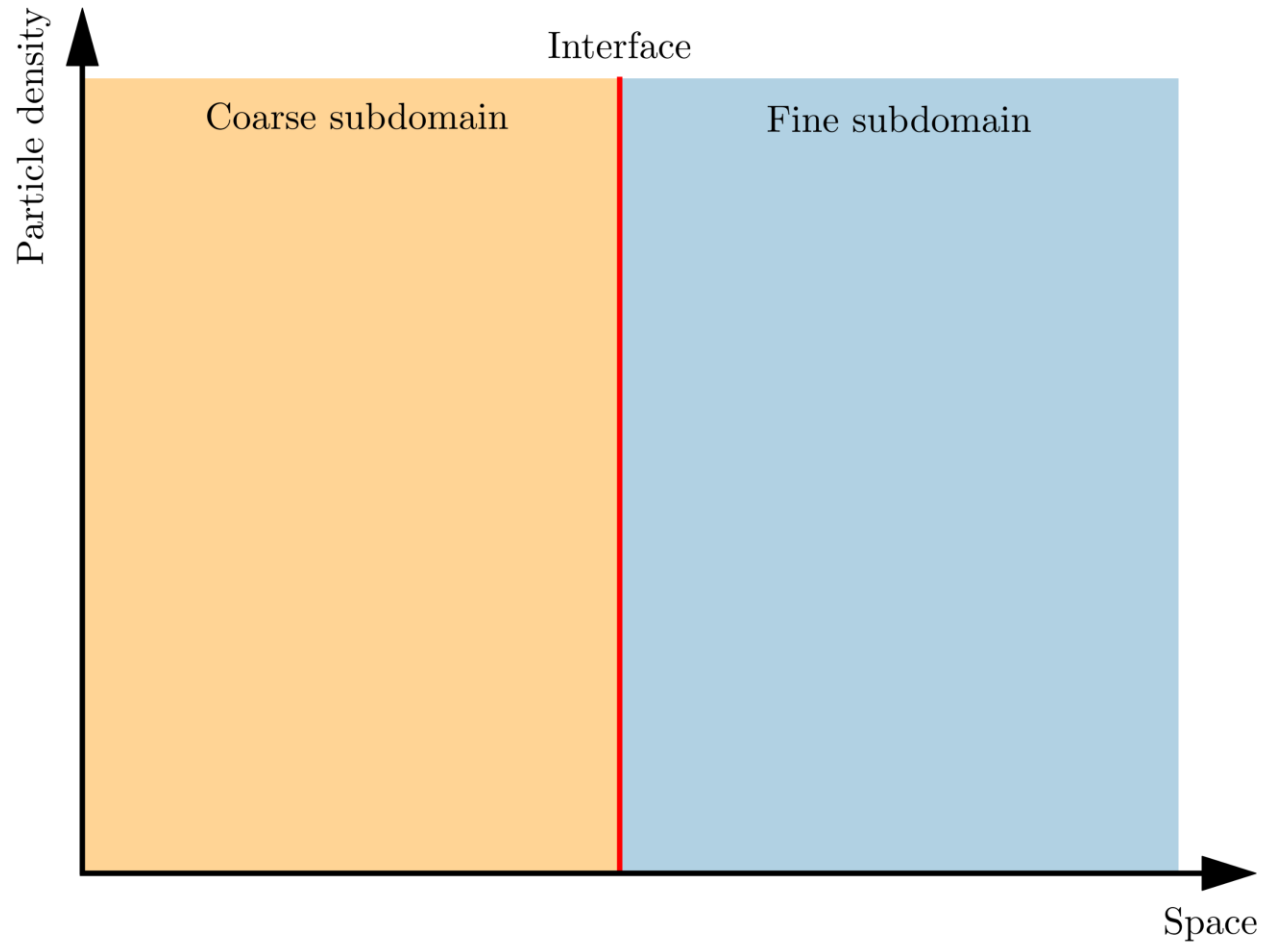 Particle density
Interface
Coarse subdomain
Fine subdomain
Space